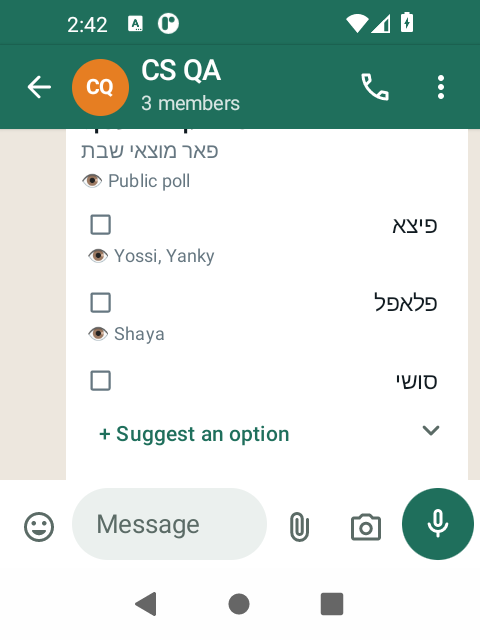 2:42
CQ
CS QA
3 members
פאר מוצאי שבת
Public poll
פיצא
Yossi, Yanky
פלאפל
Shaya
סושי
+ Suggest an option
Message